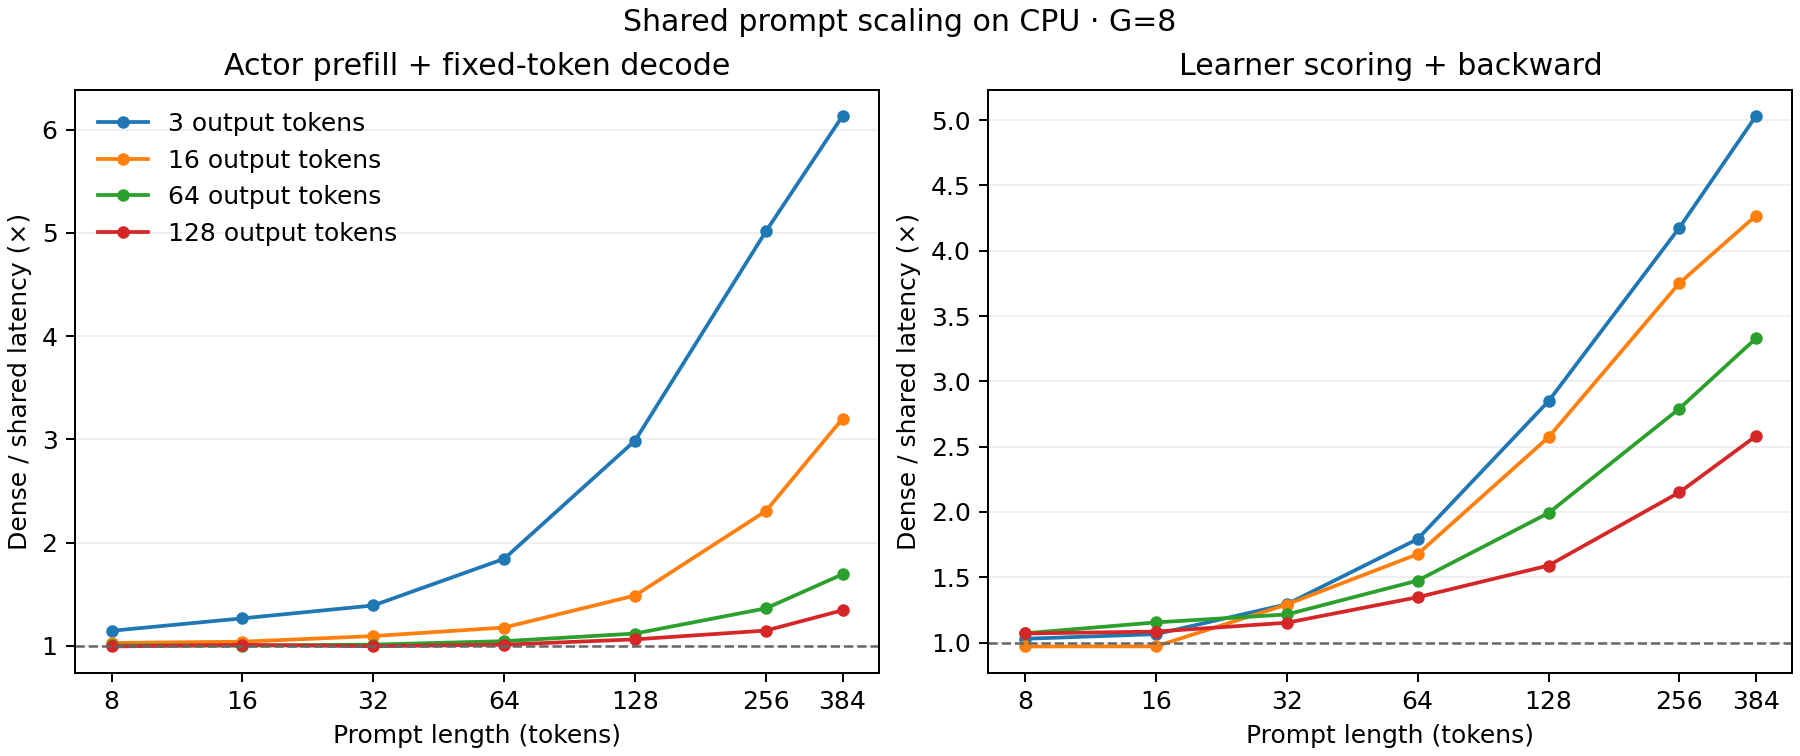 Shared prompt scaling on CPU · G=8
Actor prefill + fixed-token decode
Dense / shared latency (×)
6
5
4
3
2
1
3 output tokens
16 output tokens
64 output tokens
128 output tokens
8 16 32 64 128 256 384
Prompt length (tokens)
Learner scoring + backward
Dense / shared latency (×)
5.0
4.5
4.0
3.5
3.0
2.5
2.0
1.5
1.0
8 16 32 64 128 256 384
Prompt length (tokens)